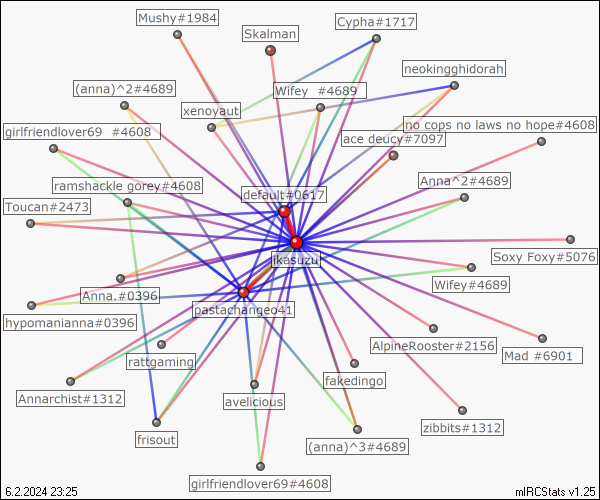 Mushy#1984
Cypha#1717
Skalman
neokingghidorah
(anna)^2#4689
Wifey  #4689
xenoyaut
no cops no laws no hope#4608
girlfriendlover69  #4608
ace deucy#7097
ramshackle gorey#4608
Anna^2#4689
default#0617
Toucan#2473
ikasuzu
Soxy Foxy#5076
Wifey#4689
Anna.#0396
pastachangeo41
hypomanianna#0396
AlpineRooster#2156
Mad #6901
rattgaming
fakedingo
Annarchist#1312
avelicious
zibbits#1312
frisout
(anna)^3#4689
girlfriendlover69#4608
6.2.2024 23:25
mIRCStats v1.25